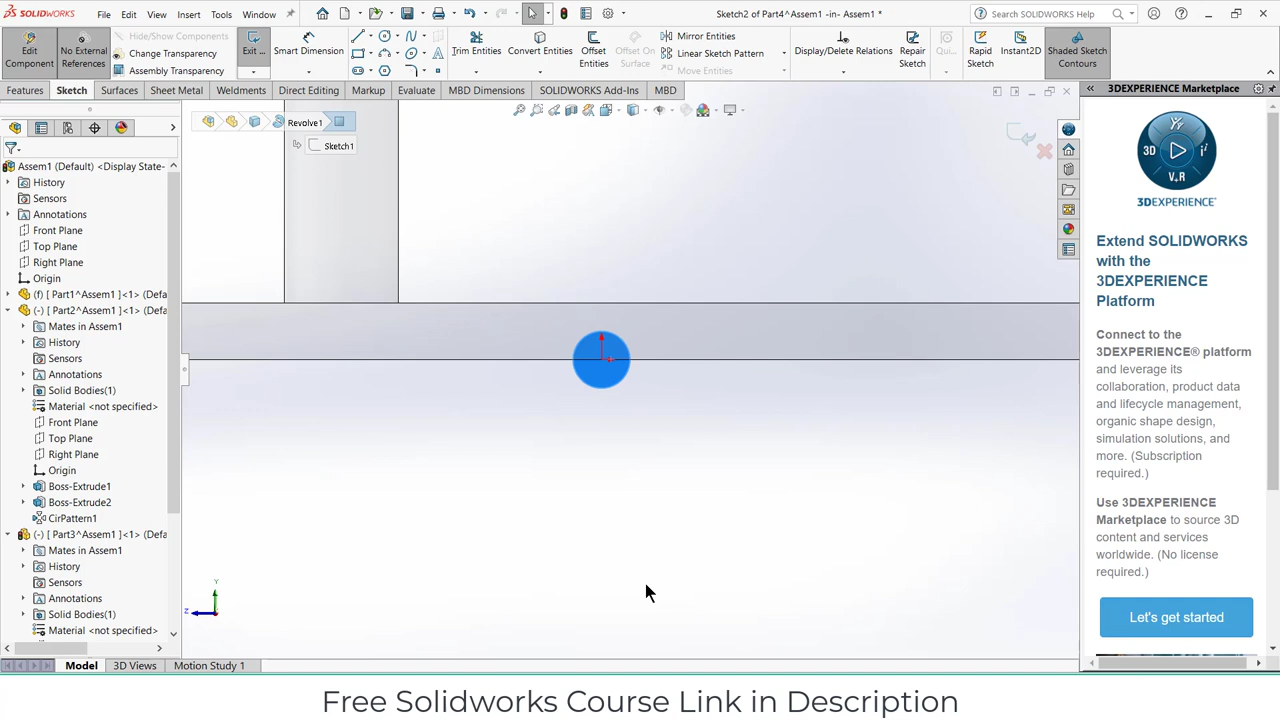 SOLIDWORKS
File
Edit
View
Insert
Tools
Window
Sketch2 of Part4^Assem1 -in- Assem1 *
Search SOLIDWORKS Help
Edit Component
No External References
Hide/Show Components
Change Transparency
Assembly Transparency
Exit ...
Smart Dimension
Trim Entities
Convert Entities
Offset Entities
Offset On Surface
Mirror Entities
Linear Sketch Pattern
Move Entities
Display/Delete Relations
Repair Sketch
Qui...
Rapid Sketch
Instant2D
Shaded Sketch Contours
Features
Sketch
Surfaces
Sheet Metal
Weldments
Direct Editing
Markup
Evaluate
MBD Dimensions
SOLIDWORKS Add-Ins
MBD
3DEXPERIENCE Marketplace
Revolve1
Sketch1
Assem1 (Default) <Display State-
History
Sensors
Annotations
Front Plane
Top Plane
Right Plane
Origin
(f) [ Part1^Assem1 ]<1> (Defa
(-) [ Part2^Assem1 ]<1> (Defa
Mates in Assem1
History
Sensors
Annotations
Solid Bodies(1)
Material <not specified>
Front Plane
Top Plane
Right Plane
Origin
Boss-Extrude1
Boss-Extrude2
CirPattern1
(-) [ Part3^Assem1 ]<1> (Defa
Mates in Assem1
History
Sensors
Annotations
Solid Bodies(1)
Material <not specified>
Y
Z
3D
V.R
3DEXPERIENCE®
Extend SOLIDWORKS
with the
3DEXPERIENCE
Platform
Connect to the
3DEXPERIENCE® platform
and leverage its
collaboration, product data
and lifecycle management,
organic shape design,
simulation solutions, and
more. (Subscription
required.)
Use 3DEXPERIENCE
Marketplace to source 3D
content and services
worldwide. (No license
required.)
Let's get started
Model
3D Views
Motion Study 1
Free Solidworks Course Link in Description